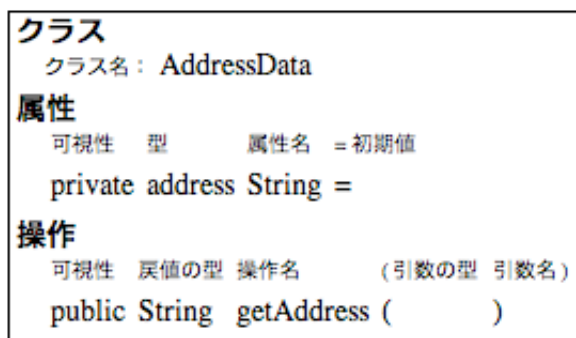 クラス
クラス名： AddressData
属性
可視性 型 属性名 = 初期値
private address String =
操作
可視性 戻値の型 操作名 (引数の型 引数名)
public String getAddress ( )